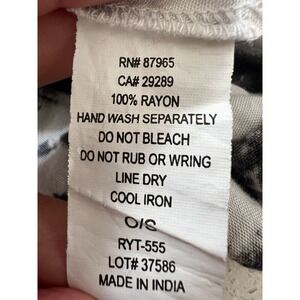 RN# 87965
CA# 29289
100% RAYON
HAND WASH SEPARATELY
DO NOT BLEACH
DO NOT RUB OR WRING
LINE DRY
COOL IRON
O/S
RYT-555
LOT# 37586
MADE IN INDIA